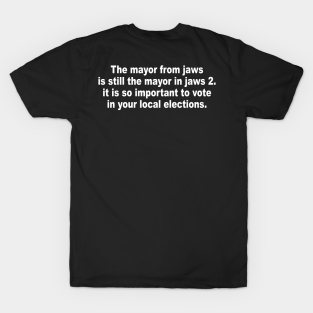 The mayor from jaws
is still the mayor in jaws 2.
it is so important to vote
in your local elections.